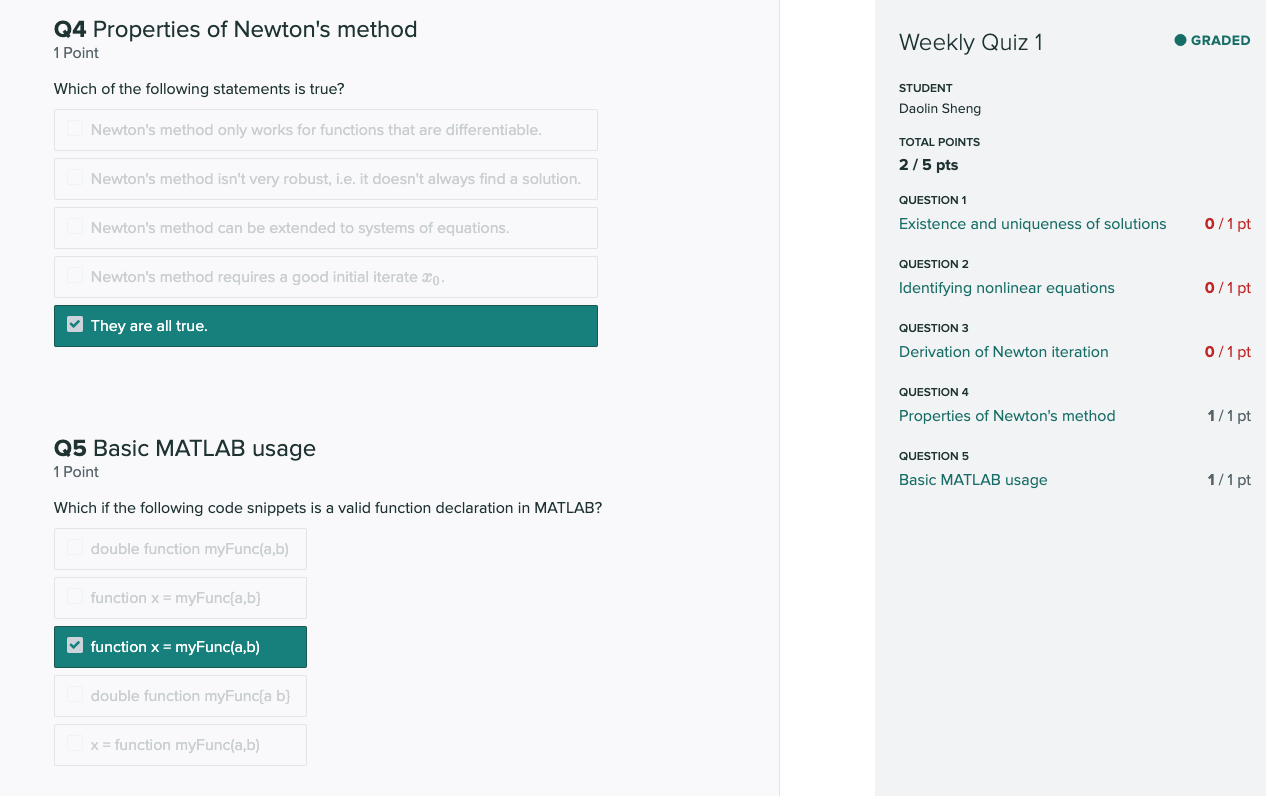 Q4 Properties of Newton's method
1 Point
Which of the following statements is true?
Newton's method only works for functions that are differentiable.
Newton's method isn't very robust, i.e. it doesn't always find a solution.
Newton's method can be extended to systems of equations.
Newton's method requires a good initial iterate x₀.
They are all true.
Q5 Basic MATLAB usage
1 Point
Which if the following code snippets is a valid function declaration in MATLAB?
double function myFunc(a,b)
function x = myFunc{a,b}
function x = myFunc(a,b)
double function myFunc{a b}
x = function myFunc(a,b)
Weekly Quiz 1
GRADED
STUDENT
Daolin Sheng
TOTAL POINTS
2 / 5 pts
QUESTION 1
Existence and uniqueness of solutions 0 / 1 pt
QUESTION 2
Identifying nonlinear equations 0 / 1 pt
QUESTION 3
Derivation of Newton iteration 0 / 1 pt
QUESTION 4
Properties of Newton's method 1 / 1 pt
QUESTION 5
Basic MATLAB usage 1 / 1 pt